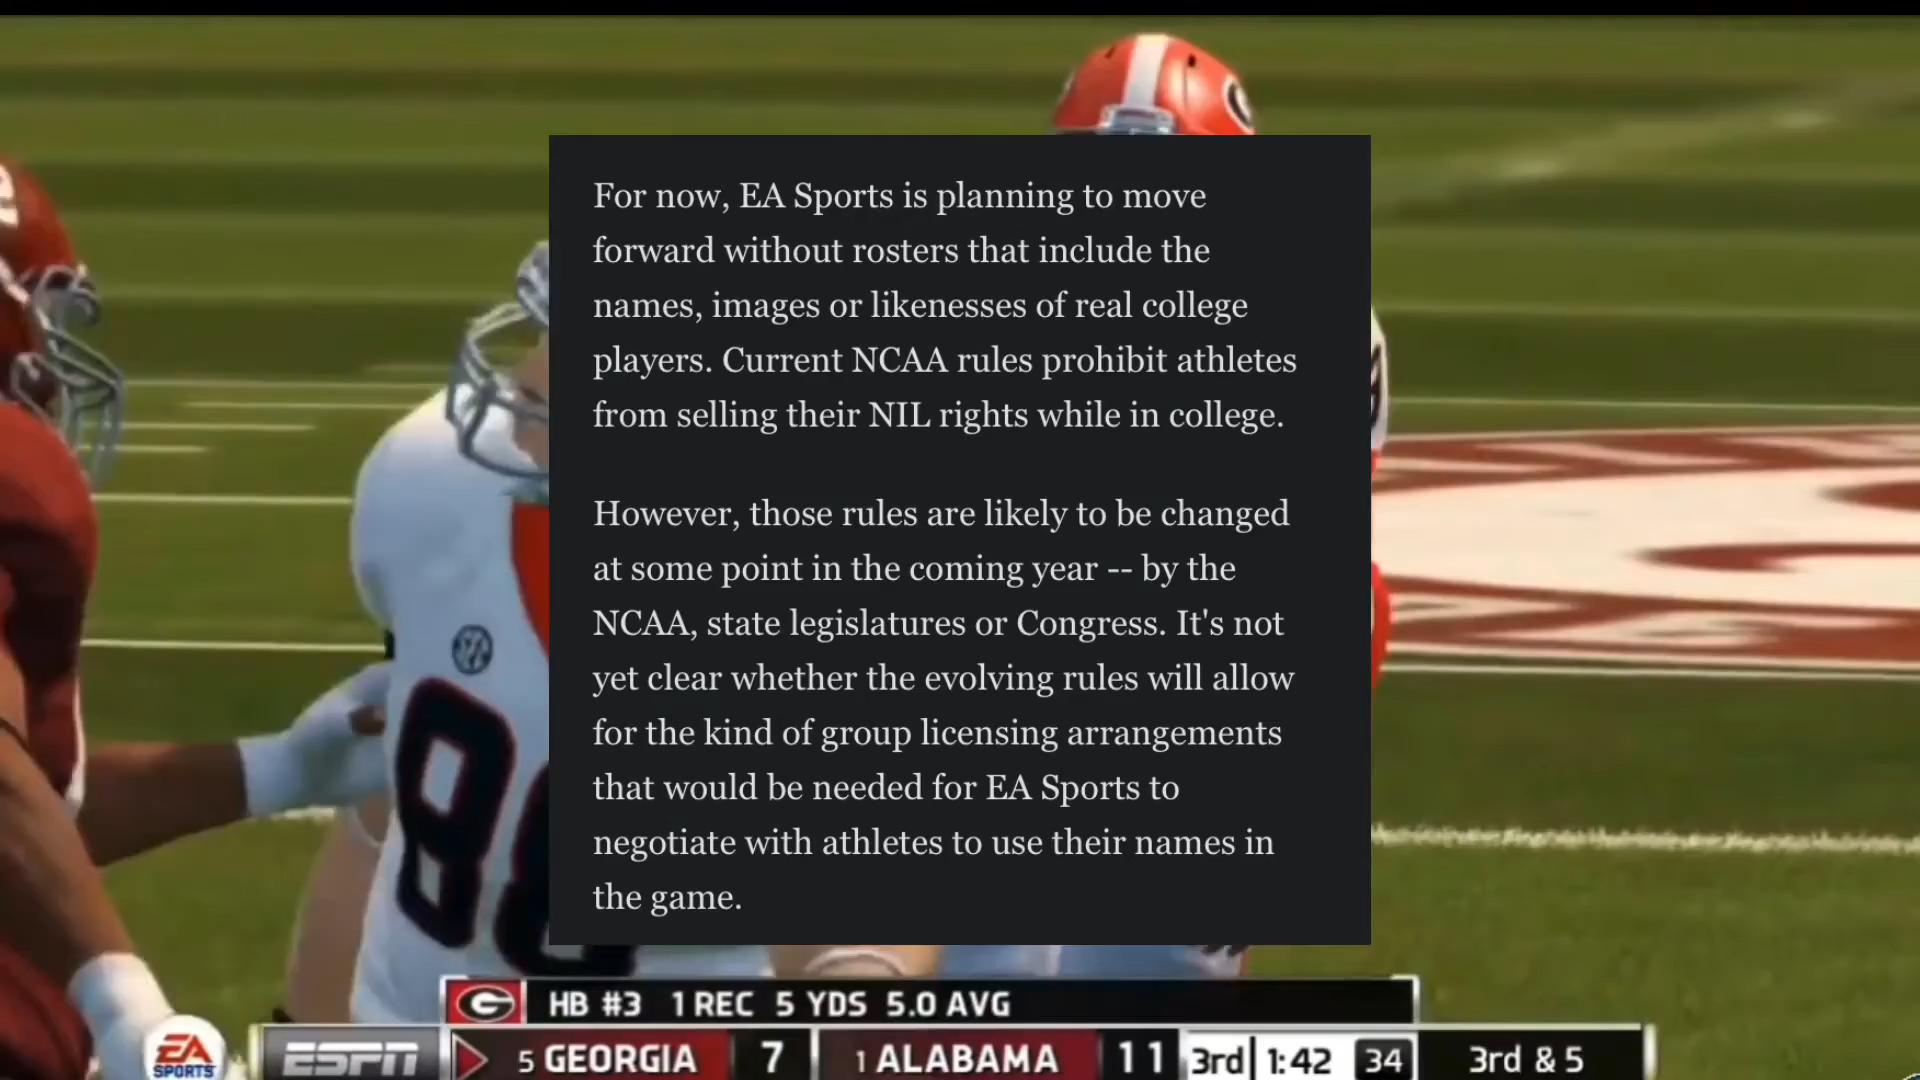 For now, EA Sports is planning to move
forward without rosters that include the
names, images or likenesses of real college
players. Current NCAA rules prohibit athletes
from selling their NIL rights while in college.
However, those rules are likely to be changed
at some point in the coming year -- by the
NCAA, state legislatures or Congress. It's not
yet clear whether the evolving rules will allow
for the kind of group licensing arrangements
that would be needed for EA Sports to
negotiate with athletes to use their names in
the game.
88
G HB #3 1 REC 5 YDS 5.0 AVG
EA SPORTS ESPN 5 GEORGIA 7 1 ALABAMA 11 3rd 1:42 34 3rd & 5